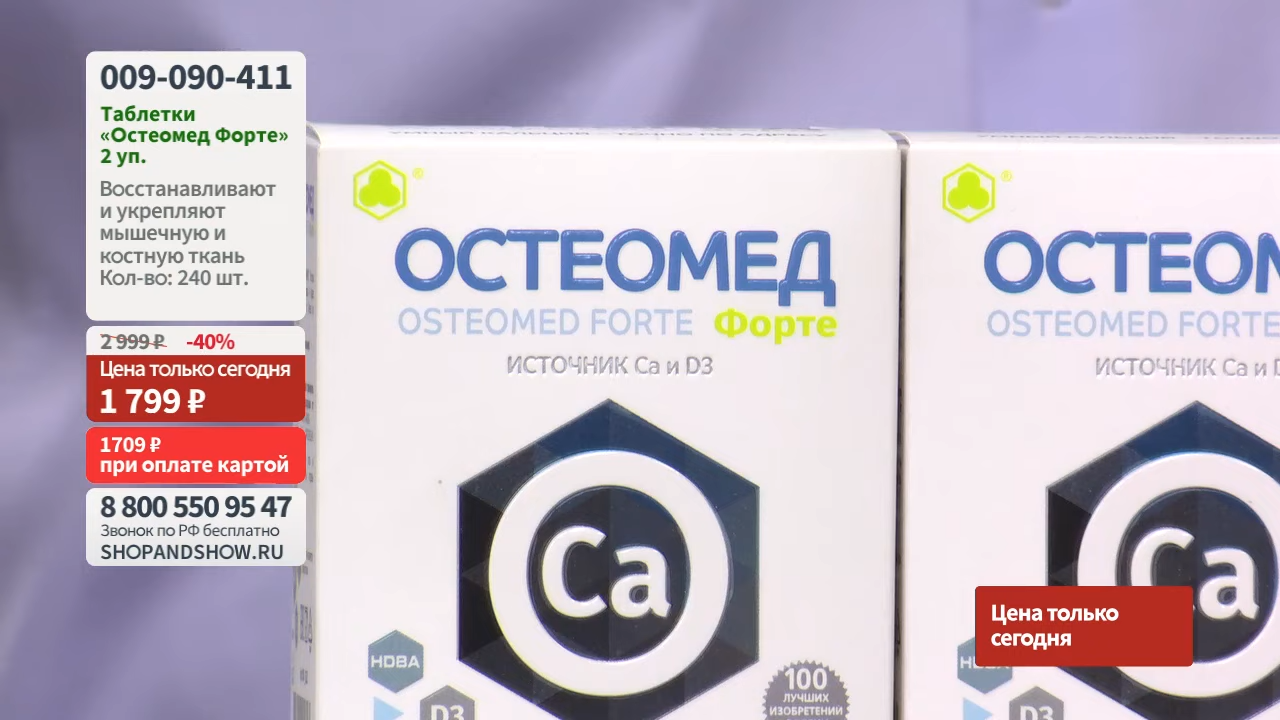 009-090-411
Таблетки
«Остеомед Форте»
2 уп.
Восстанавливают
и укрепляют
мышечную и
костную ткань
Кол-во: 240 шт.
2 999 ₽ -40%
Цена только сегодня
1 799 ₽
1709 ₽
при оплате картой
8 800 550 95 47
Звонок по РФ бесплатно
SHOPANDSHOW.RU
®
ОСТЕОМЕД
OSTEOMED FORTE Форте
ИСТОЧНИК Ca и D3
Ca
HDBA
D3
100
ЛУЧШИХ
ИЗОБРЕТЕНИЙ
®
OSTEOMED FORTE
ИСТОЧНИК Ca и
D3
Цена только
сегодня